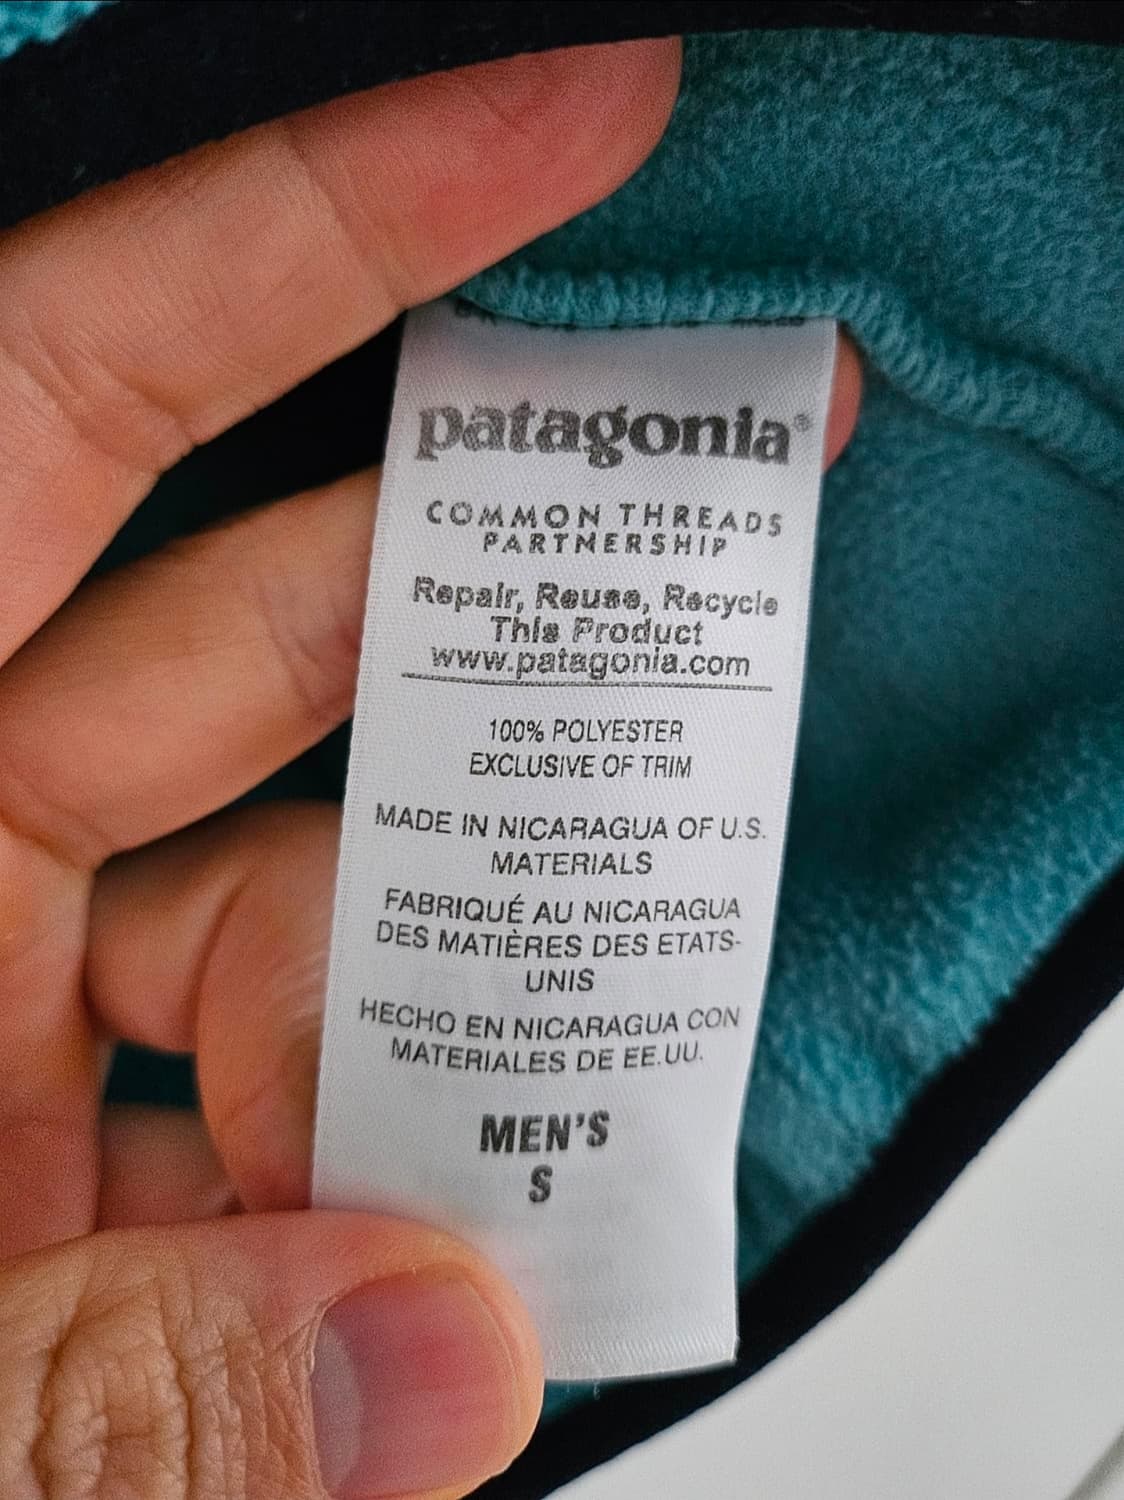 patagonia®
COMMON THREADS
PARTNERSHIP
Repair, Reuse, Recycle
This Product
www.patagonia.com
100% POLYESTER
EXCLUSIVE OF TRIM
MADE IN NICARAGUA OF U.S.
MATERIALS
FABRIQUÉ AU NICARAGUA
DES MATIÈRES DES ETATS-
UNIS
HECHO EN NICARAGUA CON
MATERIALES DE EE.UU.
MEN'S
S